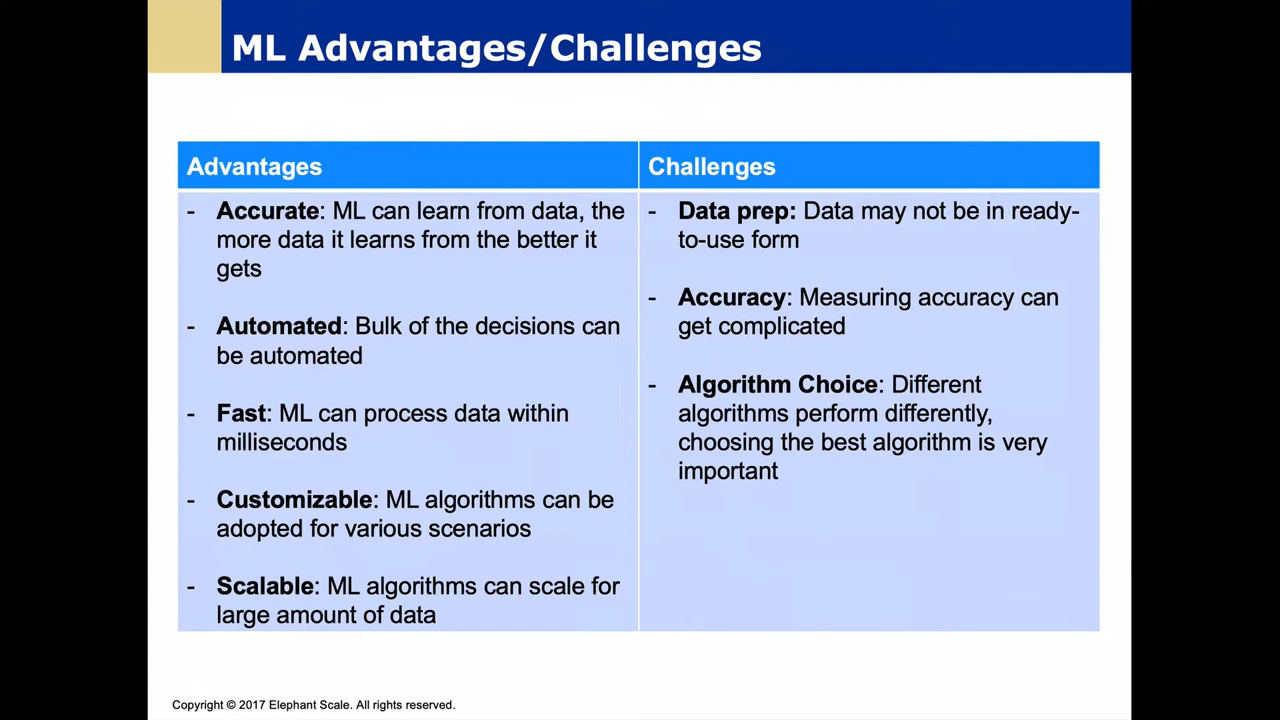 ML Advantages/Challenges
Advantages
- Accurate: ML can learn from data, the
more data it learns from the better it
gets
- Automated: Bulk of the decisions can
be automated
- Fast: ML can process data within
milliseconds
- Customizable: ML algorithms can be
adopted for various scenarios
- Scalable: ML algorithms can scale for
large amount of data
Challenges
- Data prep: Data may not be in ready-
to-use form
- Accuracy: Measuring accuracy can
get complicated
- Algorithm Choice: Different
algorithms perform differently,
choosing the best algorithm is very
important
Copyright © 2017 Elephant Scale. All rights reserved.